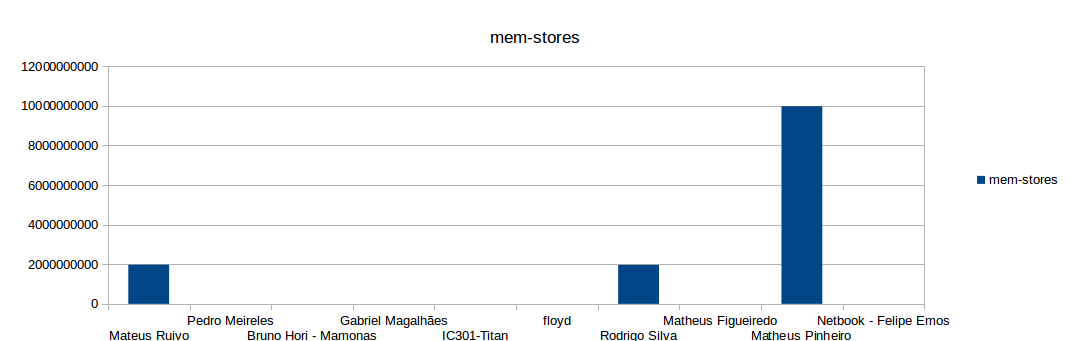 mem-stores
12000000000
10000000000
8000000000
6000000000
4000000000
2000000000
0
mem-stores
Pedro Meireles Gabriel Magalhães floyd Matheus Figueiredo Netbook - Felipe Emos
Mateus Ruivo Bruno Hori - Mamonas IC301-Titan Rodrigo Silva Matheus Pinheiro